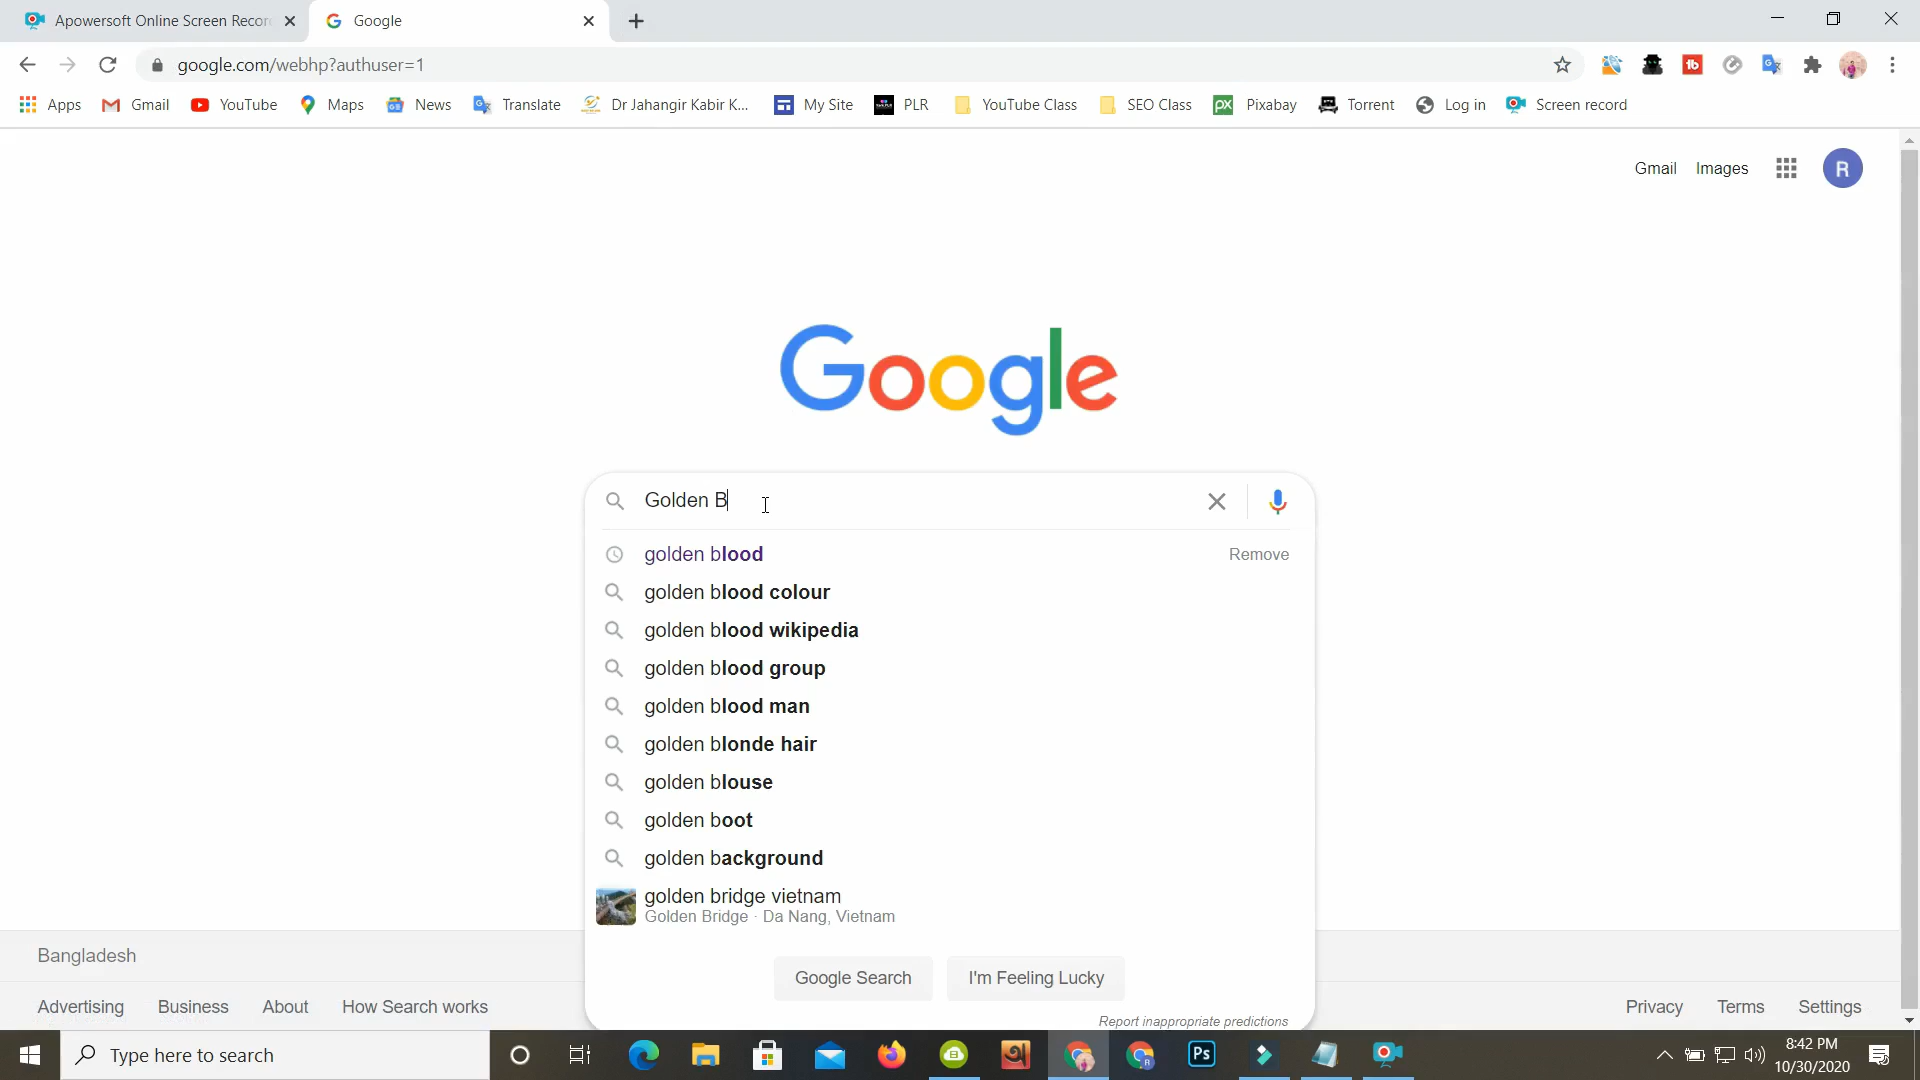 Apowersoft Online Screen Recor
Google
google.com/webhp?authuser=1
Apps
Gmail
YouTube
Maps
News
Translate
Dr Jahangir Kabir K...
My Site
PLR
YouTube Class
SEO Class
Pixabay
Torrent
Log in
Screen record
Gmail Images
R
Google
Golden B
golden blood Remove
golden blood colour
golden blood wikipedia
golden blood group
golden blood man
golden blonde hair
golden blouse
golden boot
golden background
golden bridge vietnam
Golden Bridge · Da Nang, Vietnam
Google Search I'm Feeling Lucky
Report inappropriate predictions
Bangladesh
Advertising Business About How Search works Privacy Terms Settings
Type here to search
Ps
8:42 PM
10/30/2020